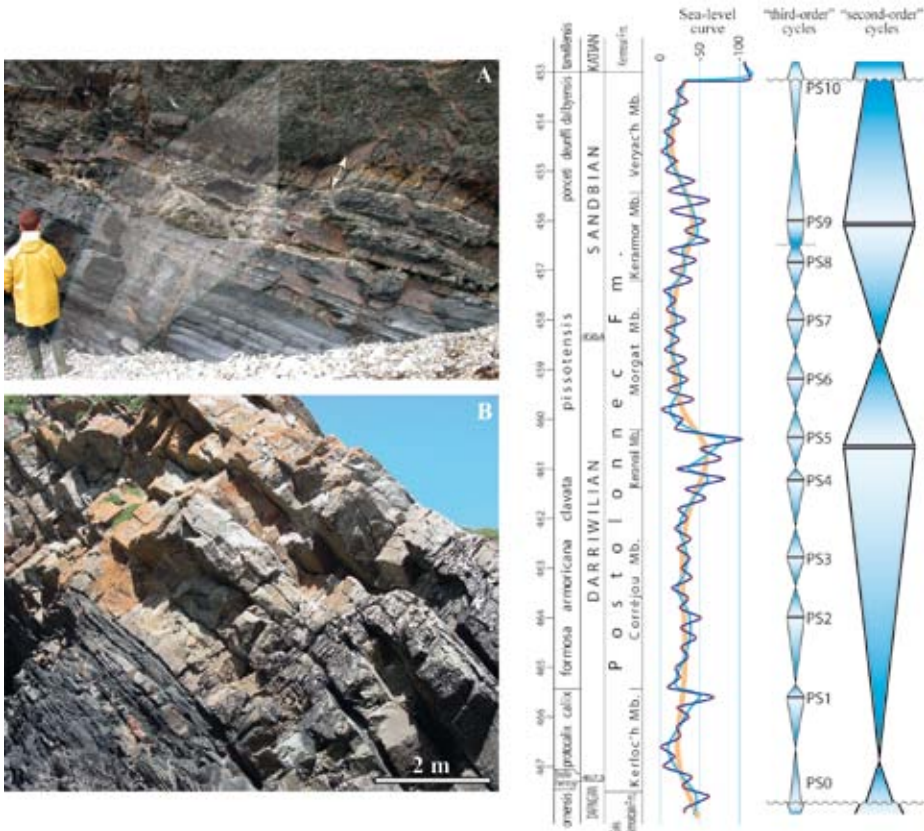 A
B
2 m
Sea-level
curve
0
-50
-100
"third-order"
cycles
"second-order"
cycles
453
454
455
456
457
458
459
460
461
462
463
464
465
466
467
ponceti
deunffi
dalbyensis
pissotensis
clavata
armoricana
formosa
calix
protocalix
KATIAN
SANDBIAN
DARRIWILIAN
Postolonnec Fm.
Veryac'h Mb.
Kerarmor Mb.
Morgat Mb.
Corréjou Mb.
Kerloc'h Mb.
PS10
PS9
PS8
PS7
PS6
PS5
PS4
PS3
PS2
PS1
PS0